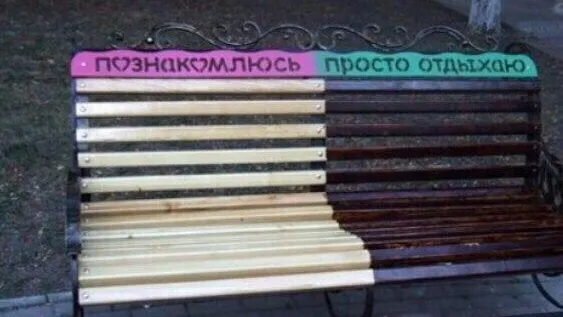 познакомлюсь просто отдыхаю